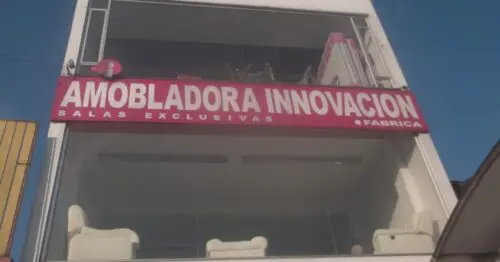 AMOBLADORA INNOVACION
SALAS EXCLUSIVAS
FABRICA